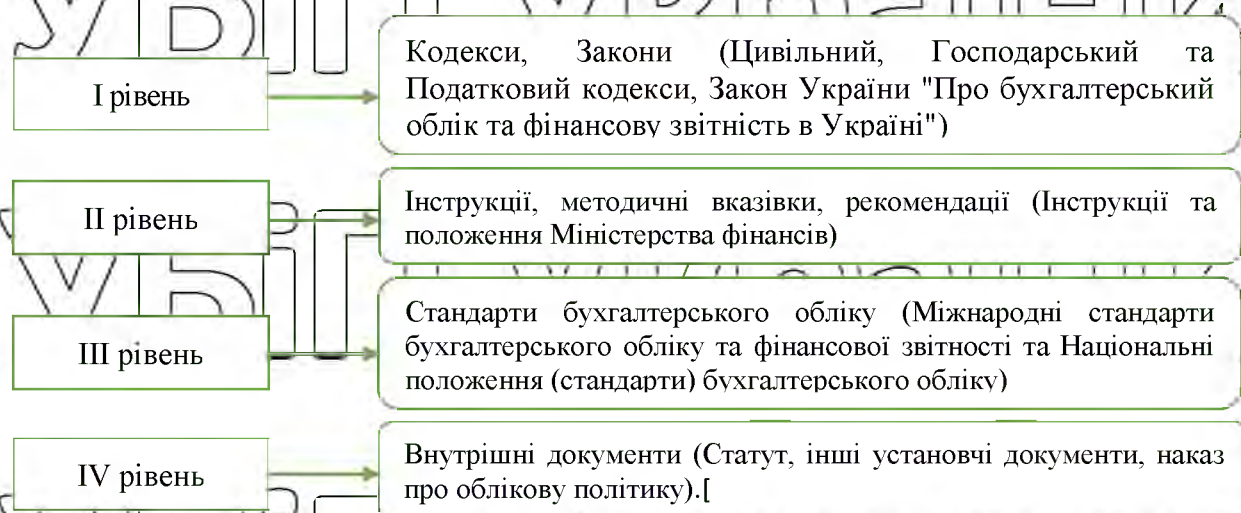 I рівень
Кодекси, Закони (Цивільний, Господарський та
Податковий кодекси, Закон України "Про бухгалтерський
облік та фінансову звітність в Україні")
II рівень
Інструкції, методичні вказівки, рекомендації (Інструкції та
положення Міністерства фінансів)
III рівень
Стандарти бухгалтерського обліку (Міжнародні стандарти
бухгалтерського обліку та фінансової звітності та Національні
положення (стандарти) бухгалтерського обліку)
IV рівень
Внутрішні документи (Статут, інші установчі документи, наказ
про облікову політику).[